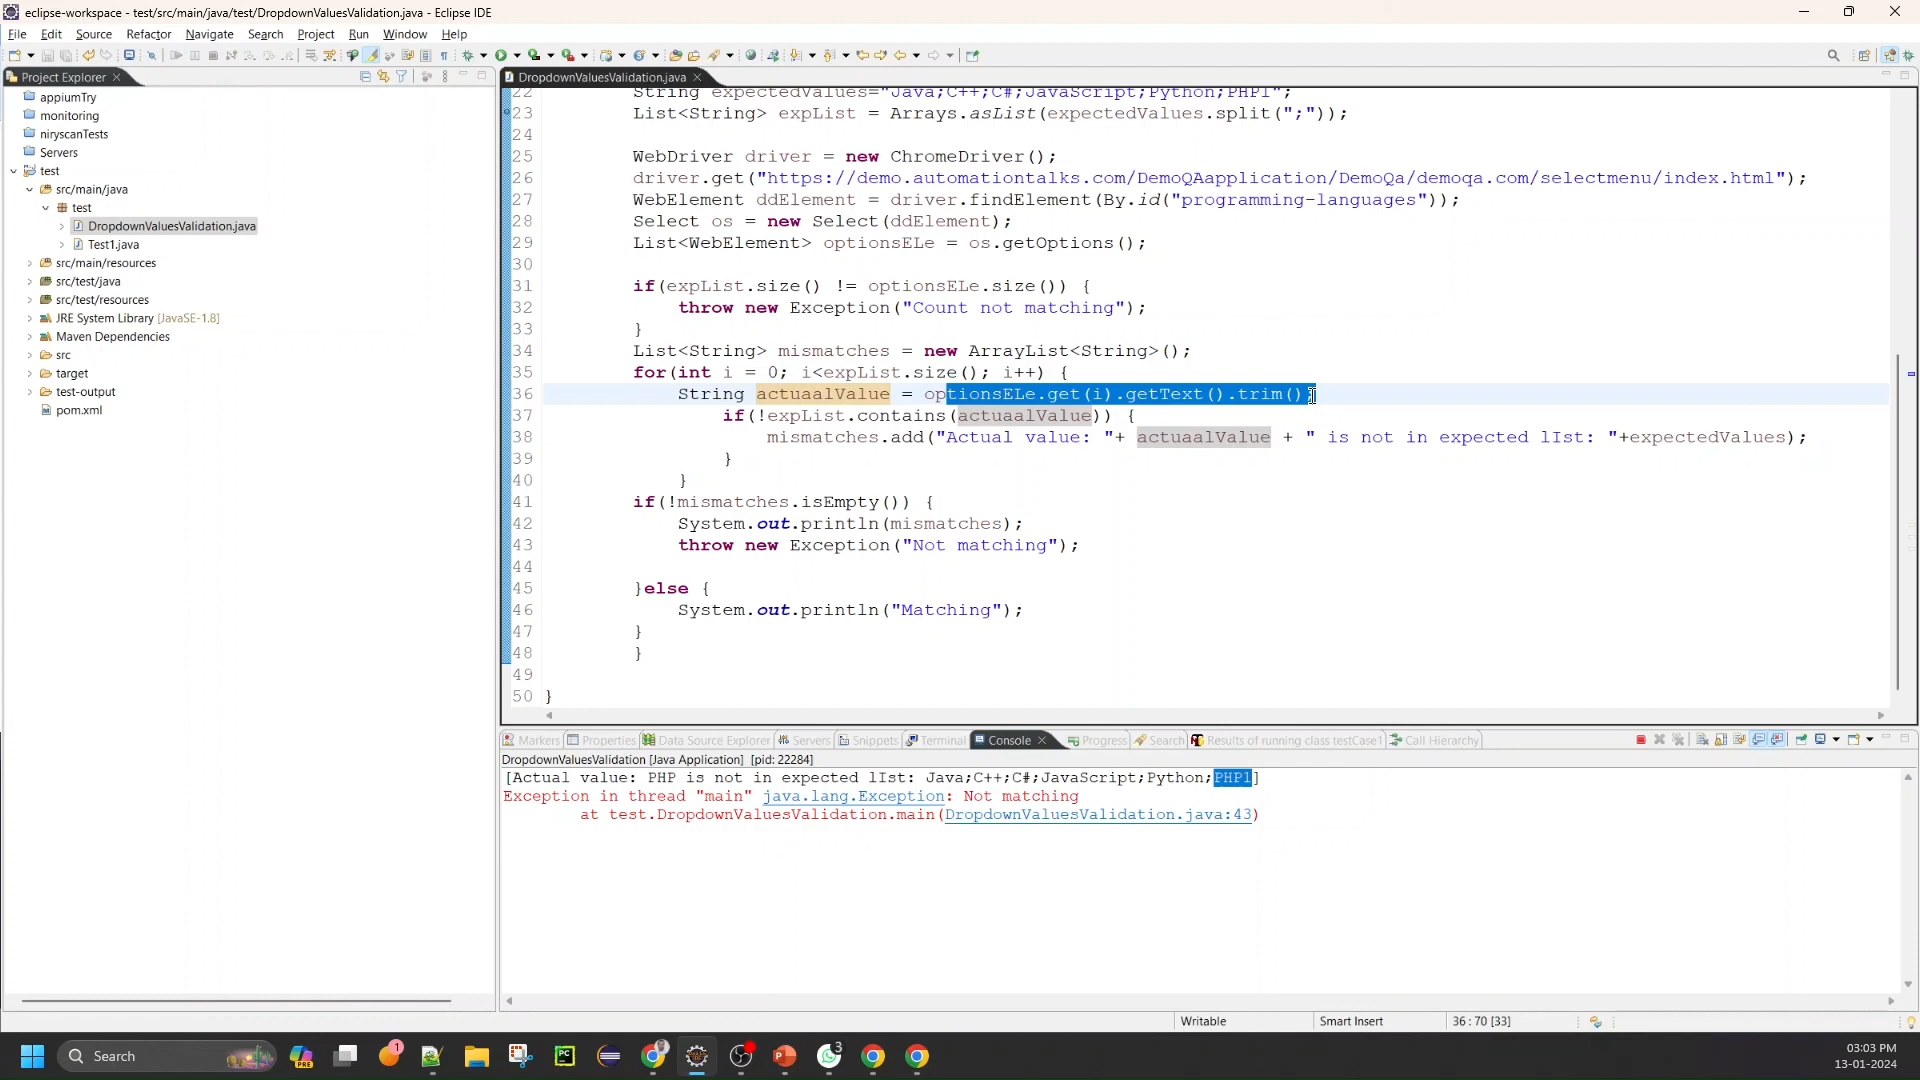 eclipse-workspace - test/src/main/java/test/DropdownValuesValidation.java - Eclipse IDE
File Edit Source Refactor Navigate Search Project Run Window Help
Project Explorer
DropdownValuesValidation.java
appiumTry
monitoring
niryscanTests
Servers
test
src/main/java
test
DropdownValuesValidation.java
Test1.java
src/main/resources
src/test/java
src/test/resources
JRE System Library [JavaSE-1.8]
Maven Dependencies
src
target
test-output
pom.xml
22 String expectedValues="Java;C++;C#;JavaScript;Python;PHP1";
23 List<String> expList = Arrays.asList(expectedValues.split(";"));
24
25 WebDriver driver = new ChromeDriver();
26 driver.get("https://demo.automationtalks.com/DemoQAapplication/DemoQa/demoqa.com/selectmenu/index.html");
27 WebElement ddElement = driver.findElement(By.id("programming-languages"));
28 Select os = new Select(ddElement);
29 List<WebElement> optionsELe = os.getOptions();
30
31 if(expList.size() != optionsELe.size()) {
32 throw new Exception("Count not matching");
33 }
34 List<String> mismatches = new ArrayList<String>();
35 for(int i = 0; i<expList.size(); i++) {
36 String actuaalValue = optionsELe.get(i).getText().trim();
37 if(!expList.contains(actuaalValue)) {
38 mismatches.add("Actual value: "+ actuaalValue + " is not in expected lIst: "+expectedValues);
39 }
40 }
41 if(!mismatches.isEmpty()) {
42 System.out.println(mismatches);
43 throw new Exception("Not matching");
44
45 }else {
46 System.out.println("Matching");
47 }
48 }
49
50 }
Markers Properties Data Source Explorer Servers Snippets Terminal Console Progress Search Results of running class testCase1 Call Hierarchy
DropdownValuesValidation [Java Application] [pid: 22284]
[Actual value: PHP is not in expected lIst: Java;C++;C#;JavaScript;Python;PHP1]
Exception in thread "main" java.lang.Exception: Not matching
at test.DropdownValuesValidation.main(DropdownValuesValidation.java:43)
Writable Smart Insert 36 : 70 [33]
Search PRE 1 PC 3
03:03 PM
13-01-2024